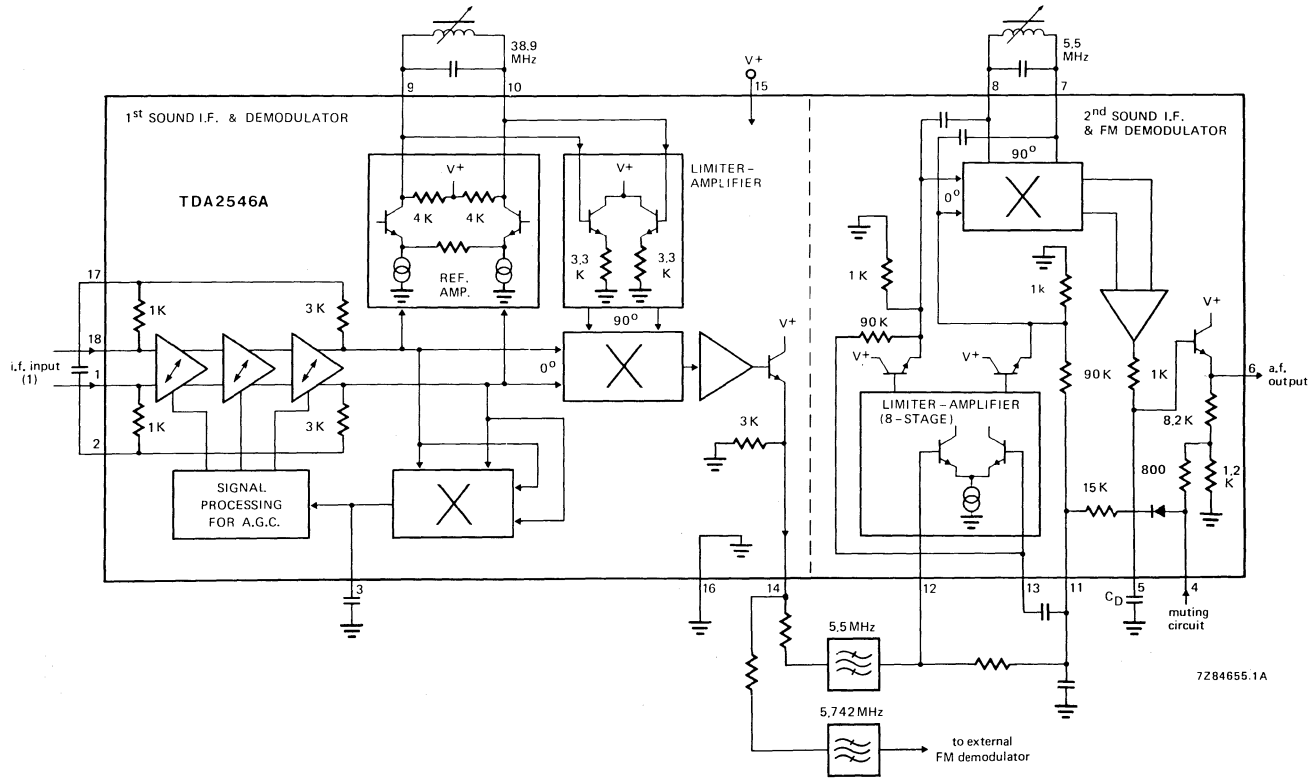 38,9
MHz
5,5
MHz
9
10
V+
15
8
7
1st SOUND I.F. & DEMODULATOR
2nd SOUND I.F.
& FM DEMODULATOR
TDA2546A
V+
4K
4K
REF.
AMP.
V+
3,3
K
3,3
K
LIMITER–
AMPLIFIER
90°
0°
90°
0°
17
18
i.f. input
(1)
1
2
1K
1K
3K
3K
SIGNAL
PROCESSING
FOR A.G.C.
V+
3K
1K
90K
V+
V+
LIMITER–AMPLIFIER
(8-STAGE)
1k
90K
1K
V+
6
a.f.
output
8,2K
800
1,2
K
15K
3
16
14
12
13
11
CD
5
4
muting
circuit
5,5MHz
5,742MHz
to external
FM demodulator
7Z84655.1A